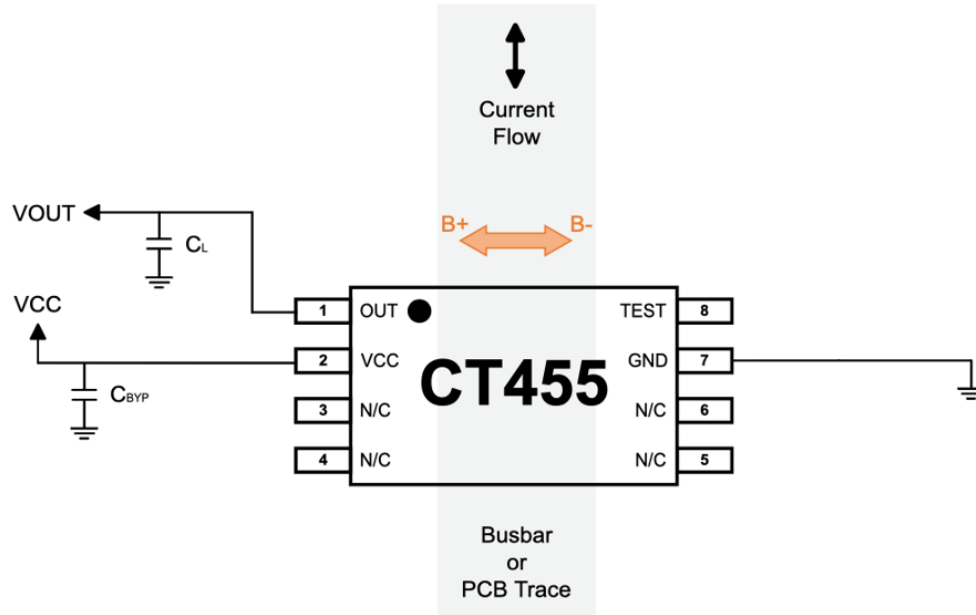 Current
Flow
B+ B-
VOUT
CL
VCC
1 OUT TEST 8
2 VCC GND 7
CT455
CBYP
3 N/C N/C 6
4 N/C N/C 5
Busbar
or
PCB Trace